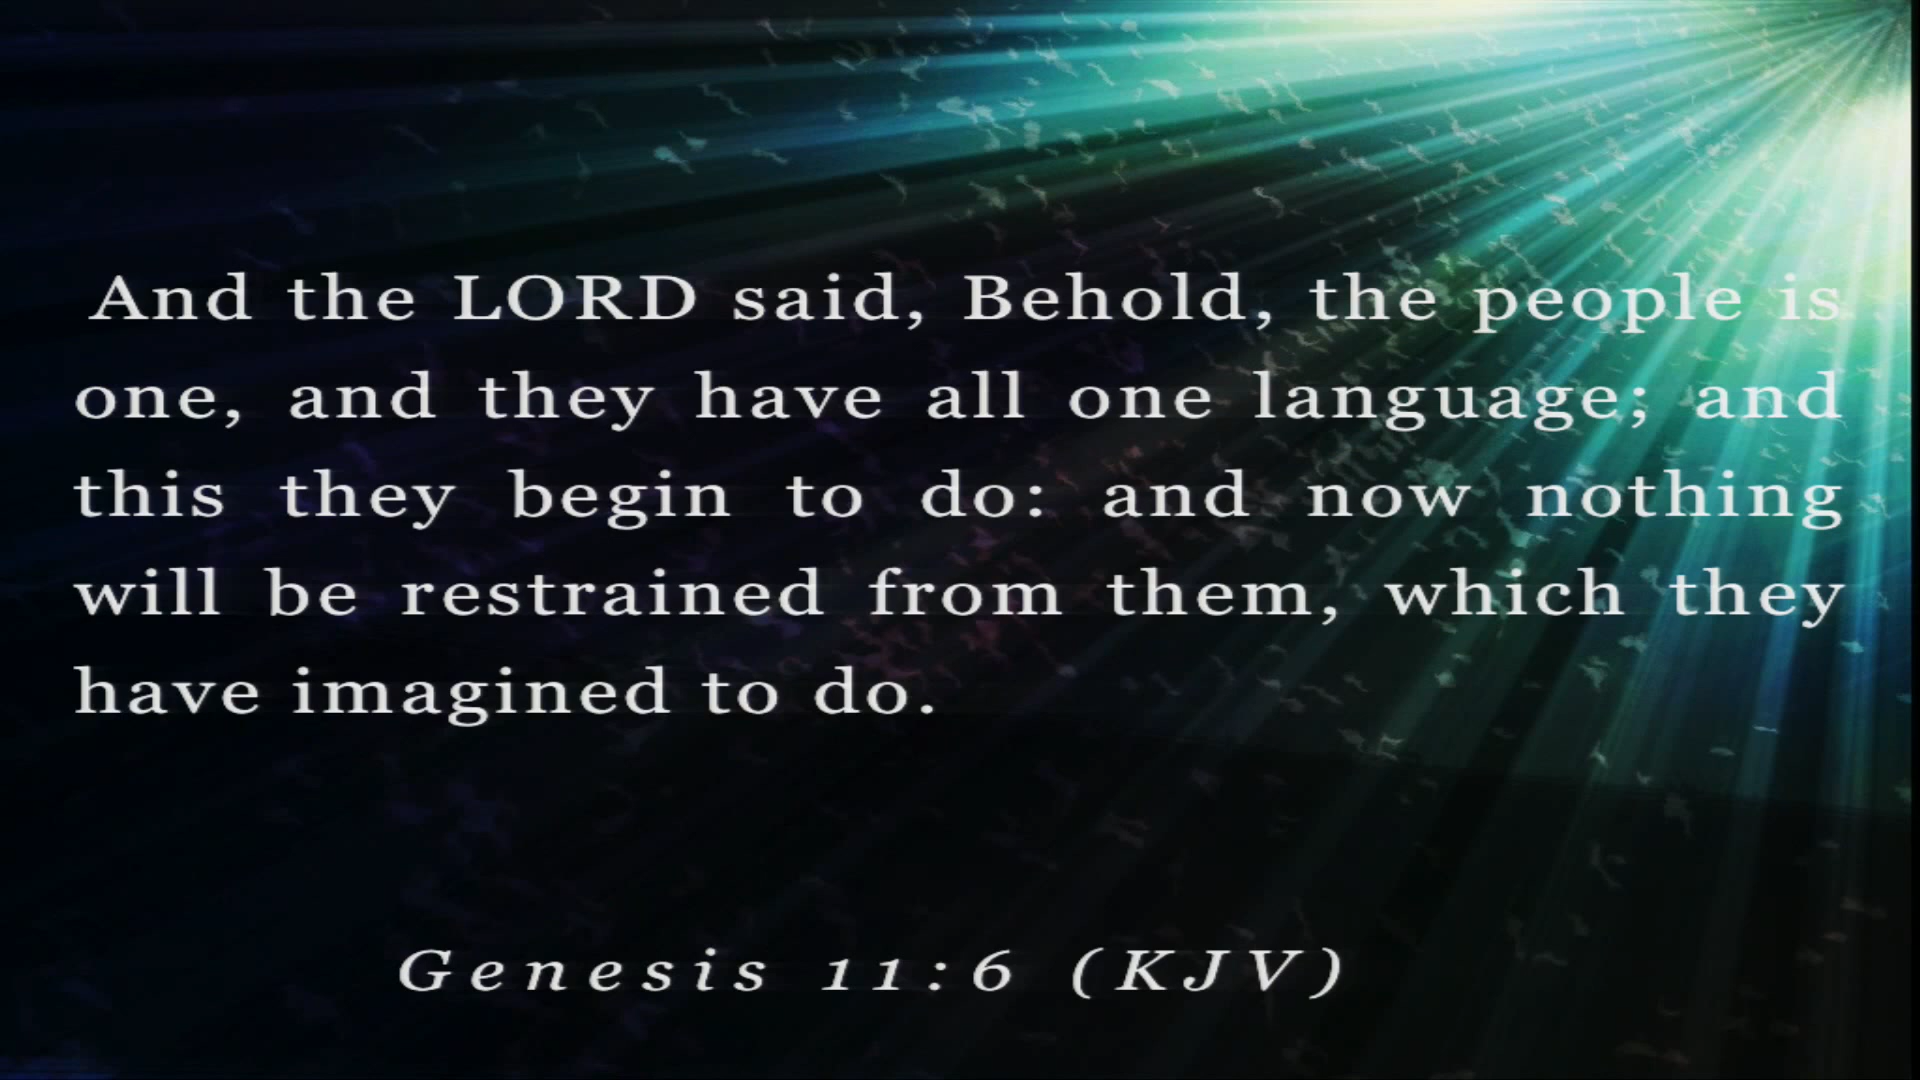 And the LORD said, Behold, the people is
one, and they have all one language; and
this they begin to do: and now nothing
will be restrained from them, which they
have imagined to do.
Genesis 11:6 (KJV)